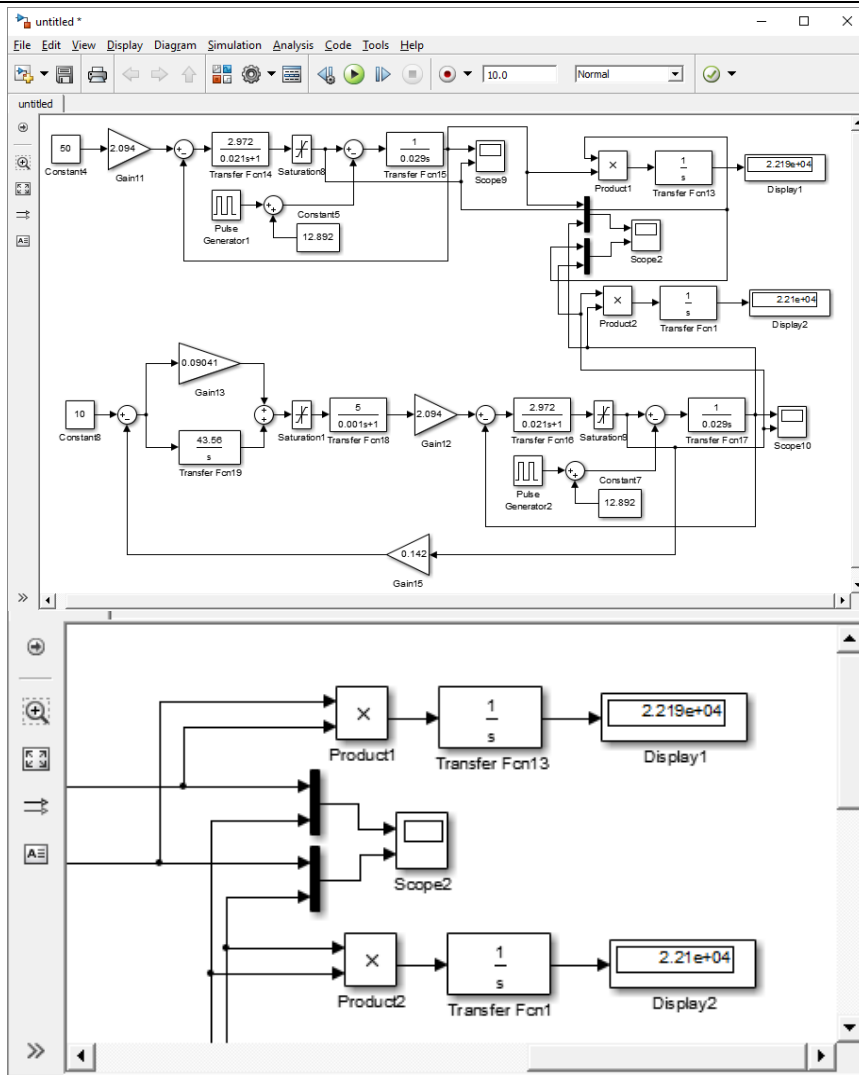 untitled *
File Edit View Display Diagram Simulation Analysis Code Tools Help
10.0 Normal
untitled
50
Constant4
2.094
Gain11
2.972
0.021s+1
Transfer Fcn14
Saturation8
1
0.029s
Transfer Fcn15
Scope9
Pulse
Generator1
Constant5
12.892
×
Product1
1
s
Transfer Fcn13
2.219e+04
Display1
Scope2
×
Product2
1
s
Transfer Fcn1
2.21e+04
Display2
10
Constant8
0.09041
Gain13
43.56
s
Transfer Fcn19
Saturation1
5
0.001s+1
Transfer Fcn18
2.094
Gain12
2.972
0.021s+1
Transfer Fcn16
Saturation9
1
0.029s
Transfer Fcn17
Scope10
Pulse
Generator2
Constant7
12.892
0.142
Gain15
×
Product1
1
s
Transfer Fcn13
2.219e+04
Display1
Scope2
×
Product2
1
s
Transfer Fcn1
2.21e+04
Display2